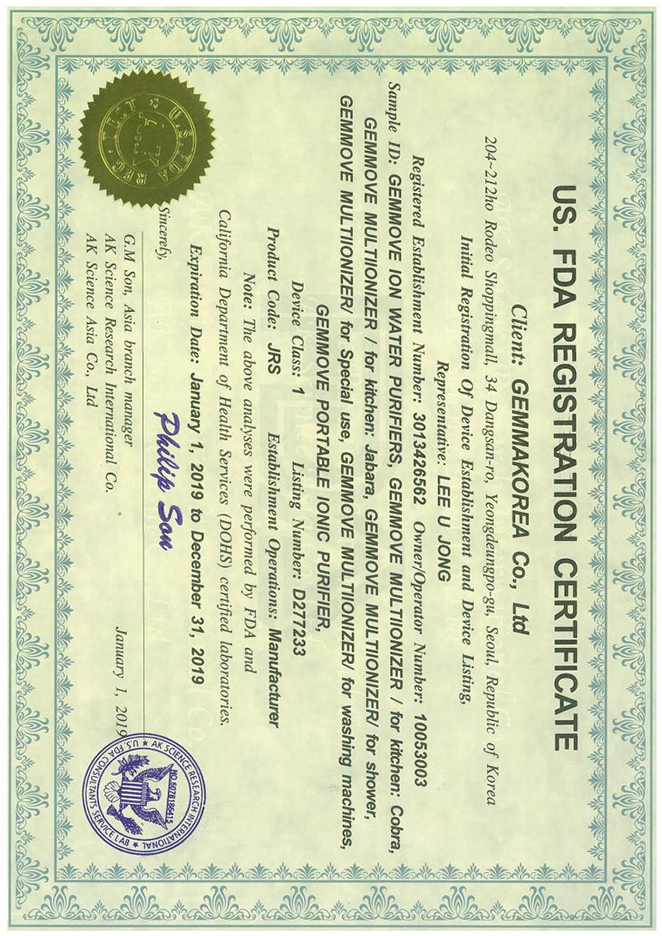 US. FDA REGISTRATION CERTIFICATE
Client: GEMMAKOREA Co., Ltd
204~212ho Rodeo Shoppingmall, 34 Dangsan-ro, Yeongdeungpo-gu, Seoul, Republic of Korea
Initial Registration Of Device Establishment and Device Listing,
Representative: LEE U JONG
Registered Establishment Number: 3013426562 Owner/Operator Number: 10053003
Sample ID: GEMMOVE ION WATER PURIFIERS, GEMMOVE MULTIIONIZER / for kitchen: Cobra,
GEMMOVE MULTIIONIZER / for kitchen: Jabara, GEMMOVE MULTIIONIZER/ for shower,
GEMMOVE MULTIIONIZER/ for Special use, GEMMOVE MULTIIONIZER/ for washing machines,
GEMMOVE PORTABLE IONIC PURIFIER,
Device Class: 1 Listing Number: D277233
Product Code: JRS Establishment Operations: Manufacturer
Note: The above analyses were performed by FDA and
California Department of Health Services (DOHS) certified laboratories.
Expiration Date: January 1, 2019 to December 31, 2019
Sincerely,
Philip Son
G.M Son, Asia branch manager
AK Science Research International Co.
AK Science Asia Co., Ltd
January 1, 2019
AK SCIENCE RESEARCH INTERNATIONAL
NO.5078186415
U.S FDA CONSULTANTS SERVICE LAB